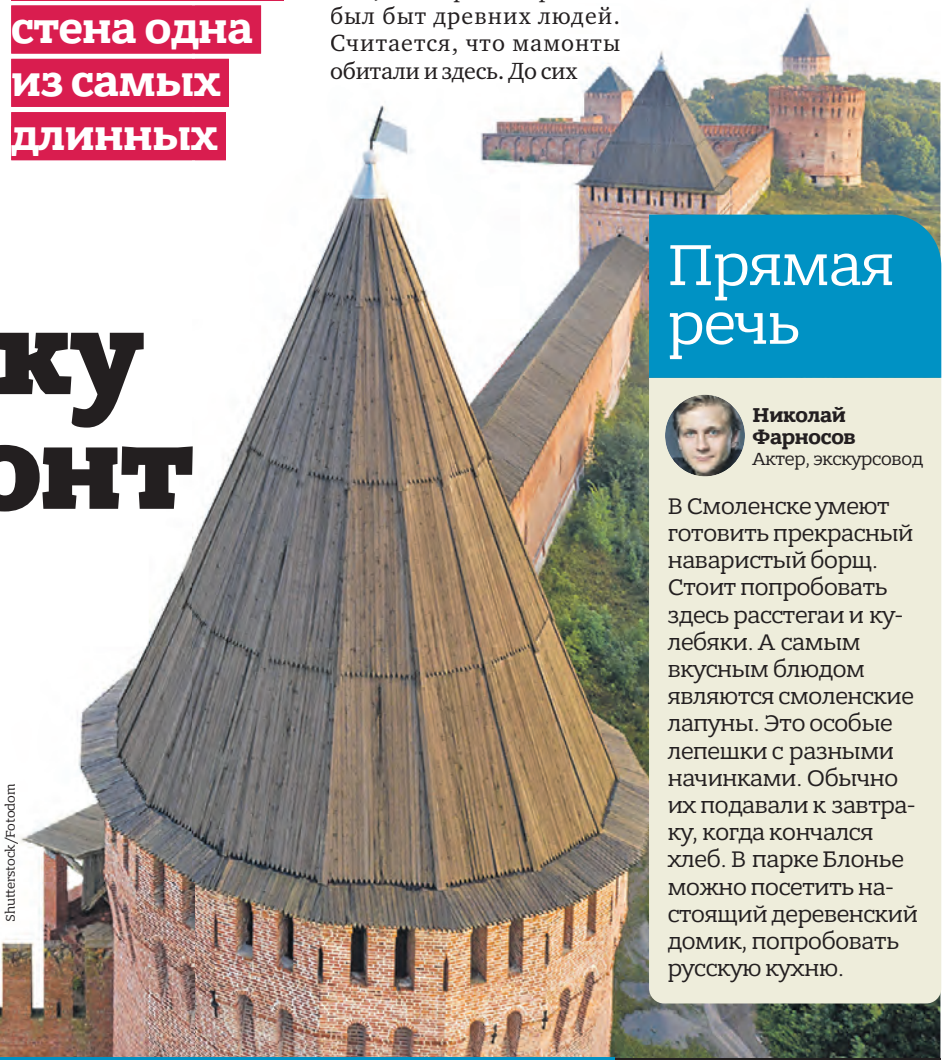 стена одна
из самых
длинных
был быт древних людей.
Считается, что мамонты
обитали и здесь. До сих
ку
онт
Прямая
речь
Николай
Фарносов
Актер, экскурсовод
В Смоленске умеют
готовить прекрасный
наваристый борщ.
Стоит попробовать
здесь расстегаи и ку-
лебяки. А самым
вкусным блюдом
являются смоленские
лапуны. Это особые
лепешки с разными
начинками. Обычно
их подавали к завтра-
ку, когда кончался
хлеб. В парке Блонье
можно посетить на-
стоящий деревенский
домик, попробовать
русскую кухню.
Shutterstock/Fotodom